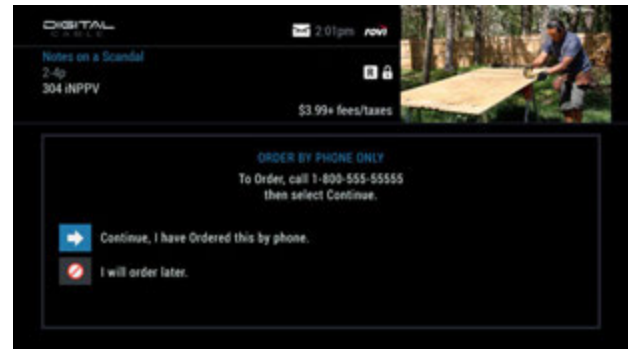 DIGITAL
CABLE
2:01pm rovi
Notes on a Scandal
2-4p
R
304 iNPPV
$3.99+ fees/taxes
ORDER BY PHONE ONLY
To Order, call 1-800-555-55555
then select Continue.
Continue, I have Ordered this by phone.
I will order later.